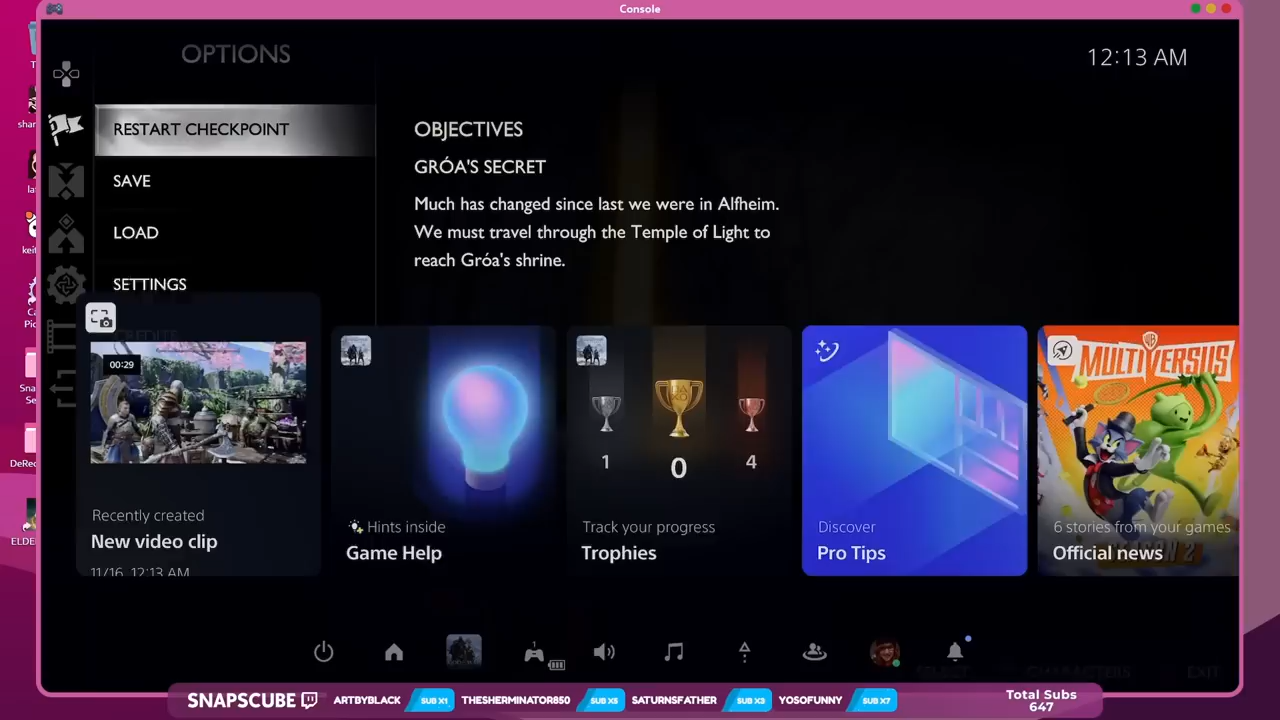 Console
OPTIONS
12:13 AM
RESTART CHECKPOINT
SAVE
LOAD
SETTINGS
CREDITS
OBJECTIVES
GRÓA'S SECRET
Much has changed since last we were in Alfheim.
We must travel through the Temple of Light to
reach Gróa's shrine.
00:29
Recently created
New video clip
11/16, 12:13 AM
Hints inside
Game Help
1
0
4
Track your progress
Trophies
Discover
Pro Tips
MULTIVERSUS
6 stories from your games
Official news
SELECT
CHARACTERS
EXIT
SNAPSCUBE
ARTBYBLACK SUB X1 THESHERMINATOR850 SUB X5 SATURNSFATHER SUB X3 YOSOFUNNY SUB X7
Total Subs
647